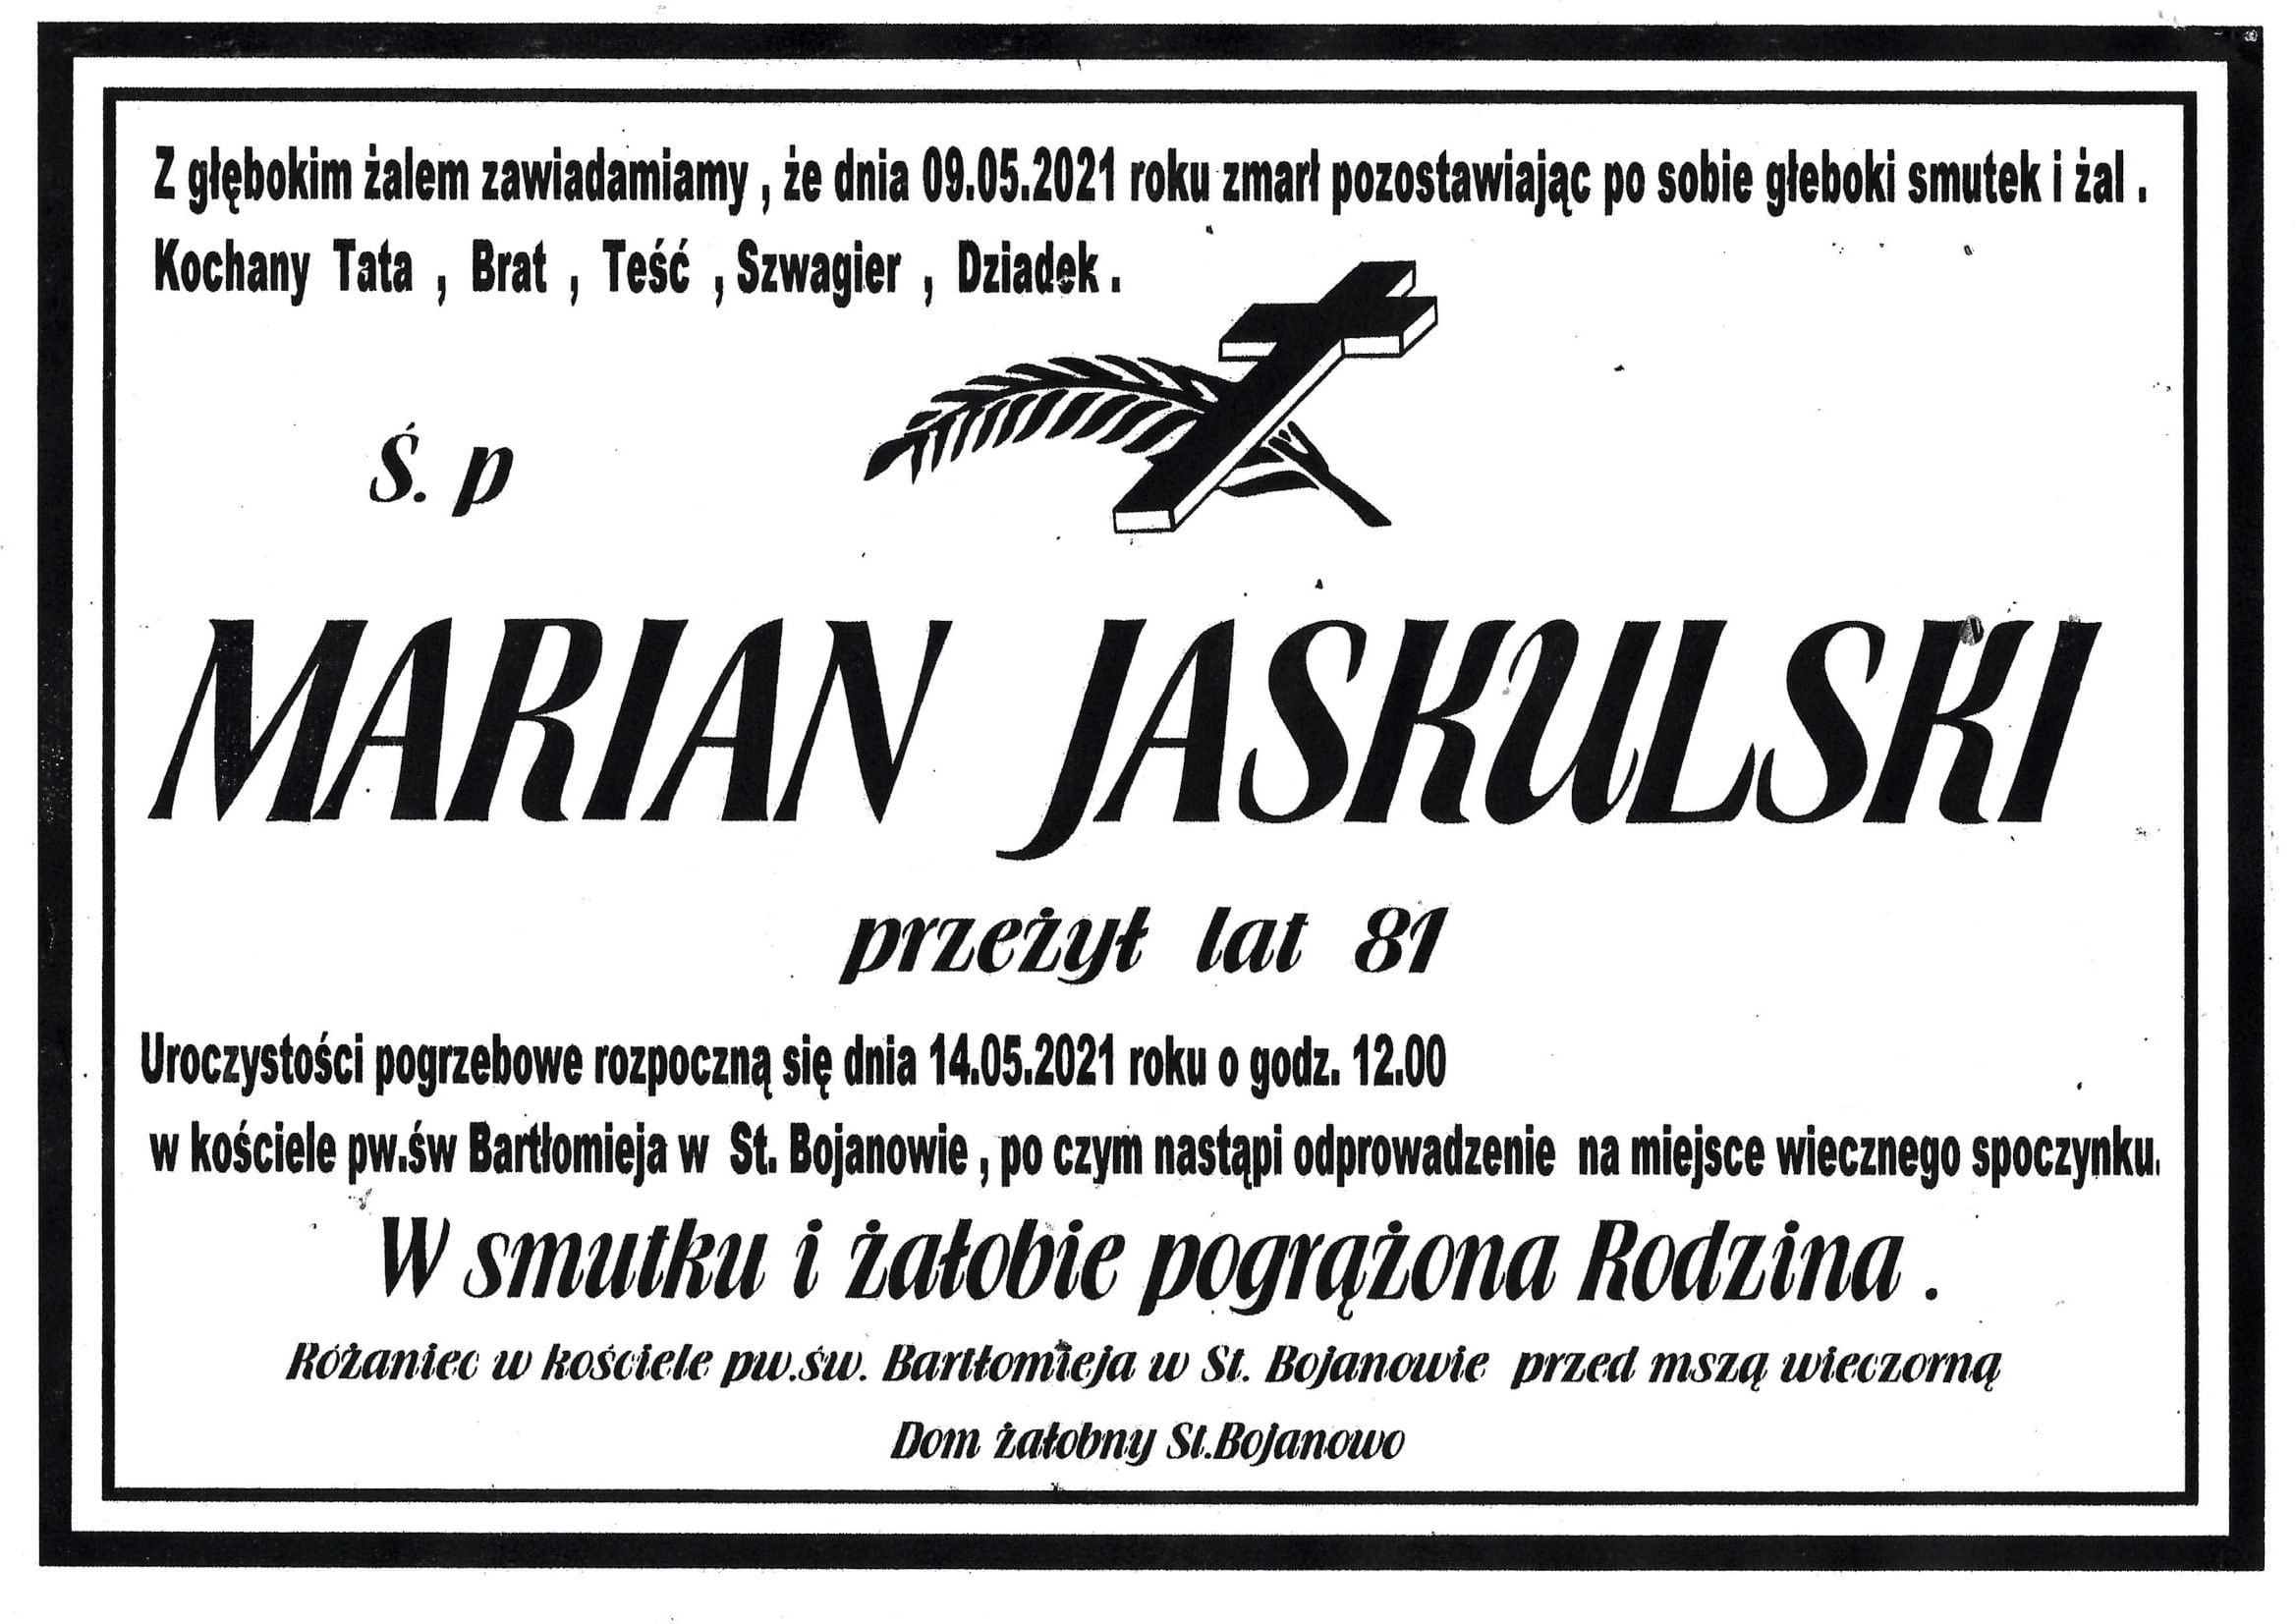 Z głębokim żalem zawiadamiamy , że dnia 09.05.2021 roku zmarł pozostawiając po sobie głeboki smutek i żal .
Kochany Tata , Brat , Teść , Szwagier , Dziadek .
Ś. p
MARIAN JASKULSKI
przeżył lat 81
Uroczystości pogrzebowe rozpoczną się dnia 14.05.2021 roku o godz. 12.00
w kościele pw.św Bartłomieja w St. Bojanowie , po czym nastąpi odprowadzenie na miejsce wiecznego spoczynku.
W smutku i żałobie pogrążona Rodzina .
Różaniec w kościele pw.św. Bartłomieja w St. Bojanowie przed mszą wieczorną
Dom żałobny St.Bojanowo